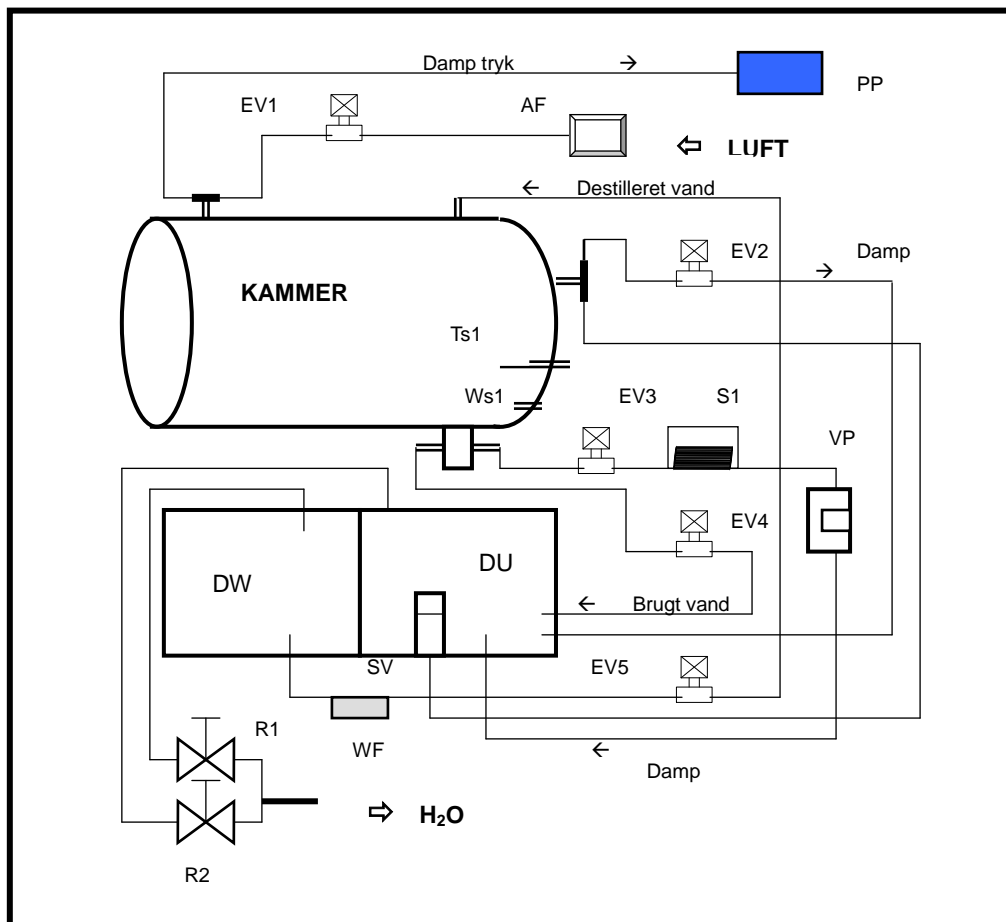 Damp tryk →
PP
EV1
AF
⇦ LUFT
← Destilleret vand
EV2
→ Damp
KAMMER
Ts1
Ws1
EV3
S1
VP
EV4
DW
DU
← Brugt vand
SV
EV5
WF
←
Damp
R1
⇨ H₂O
R2